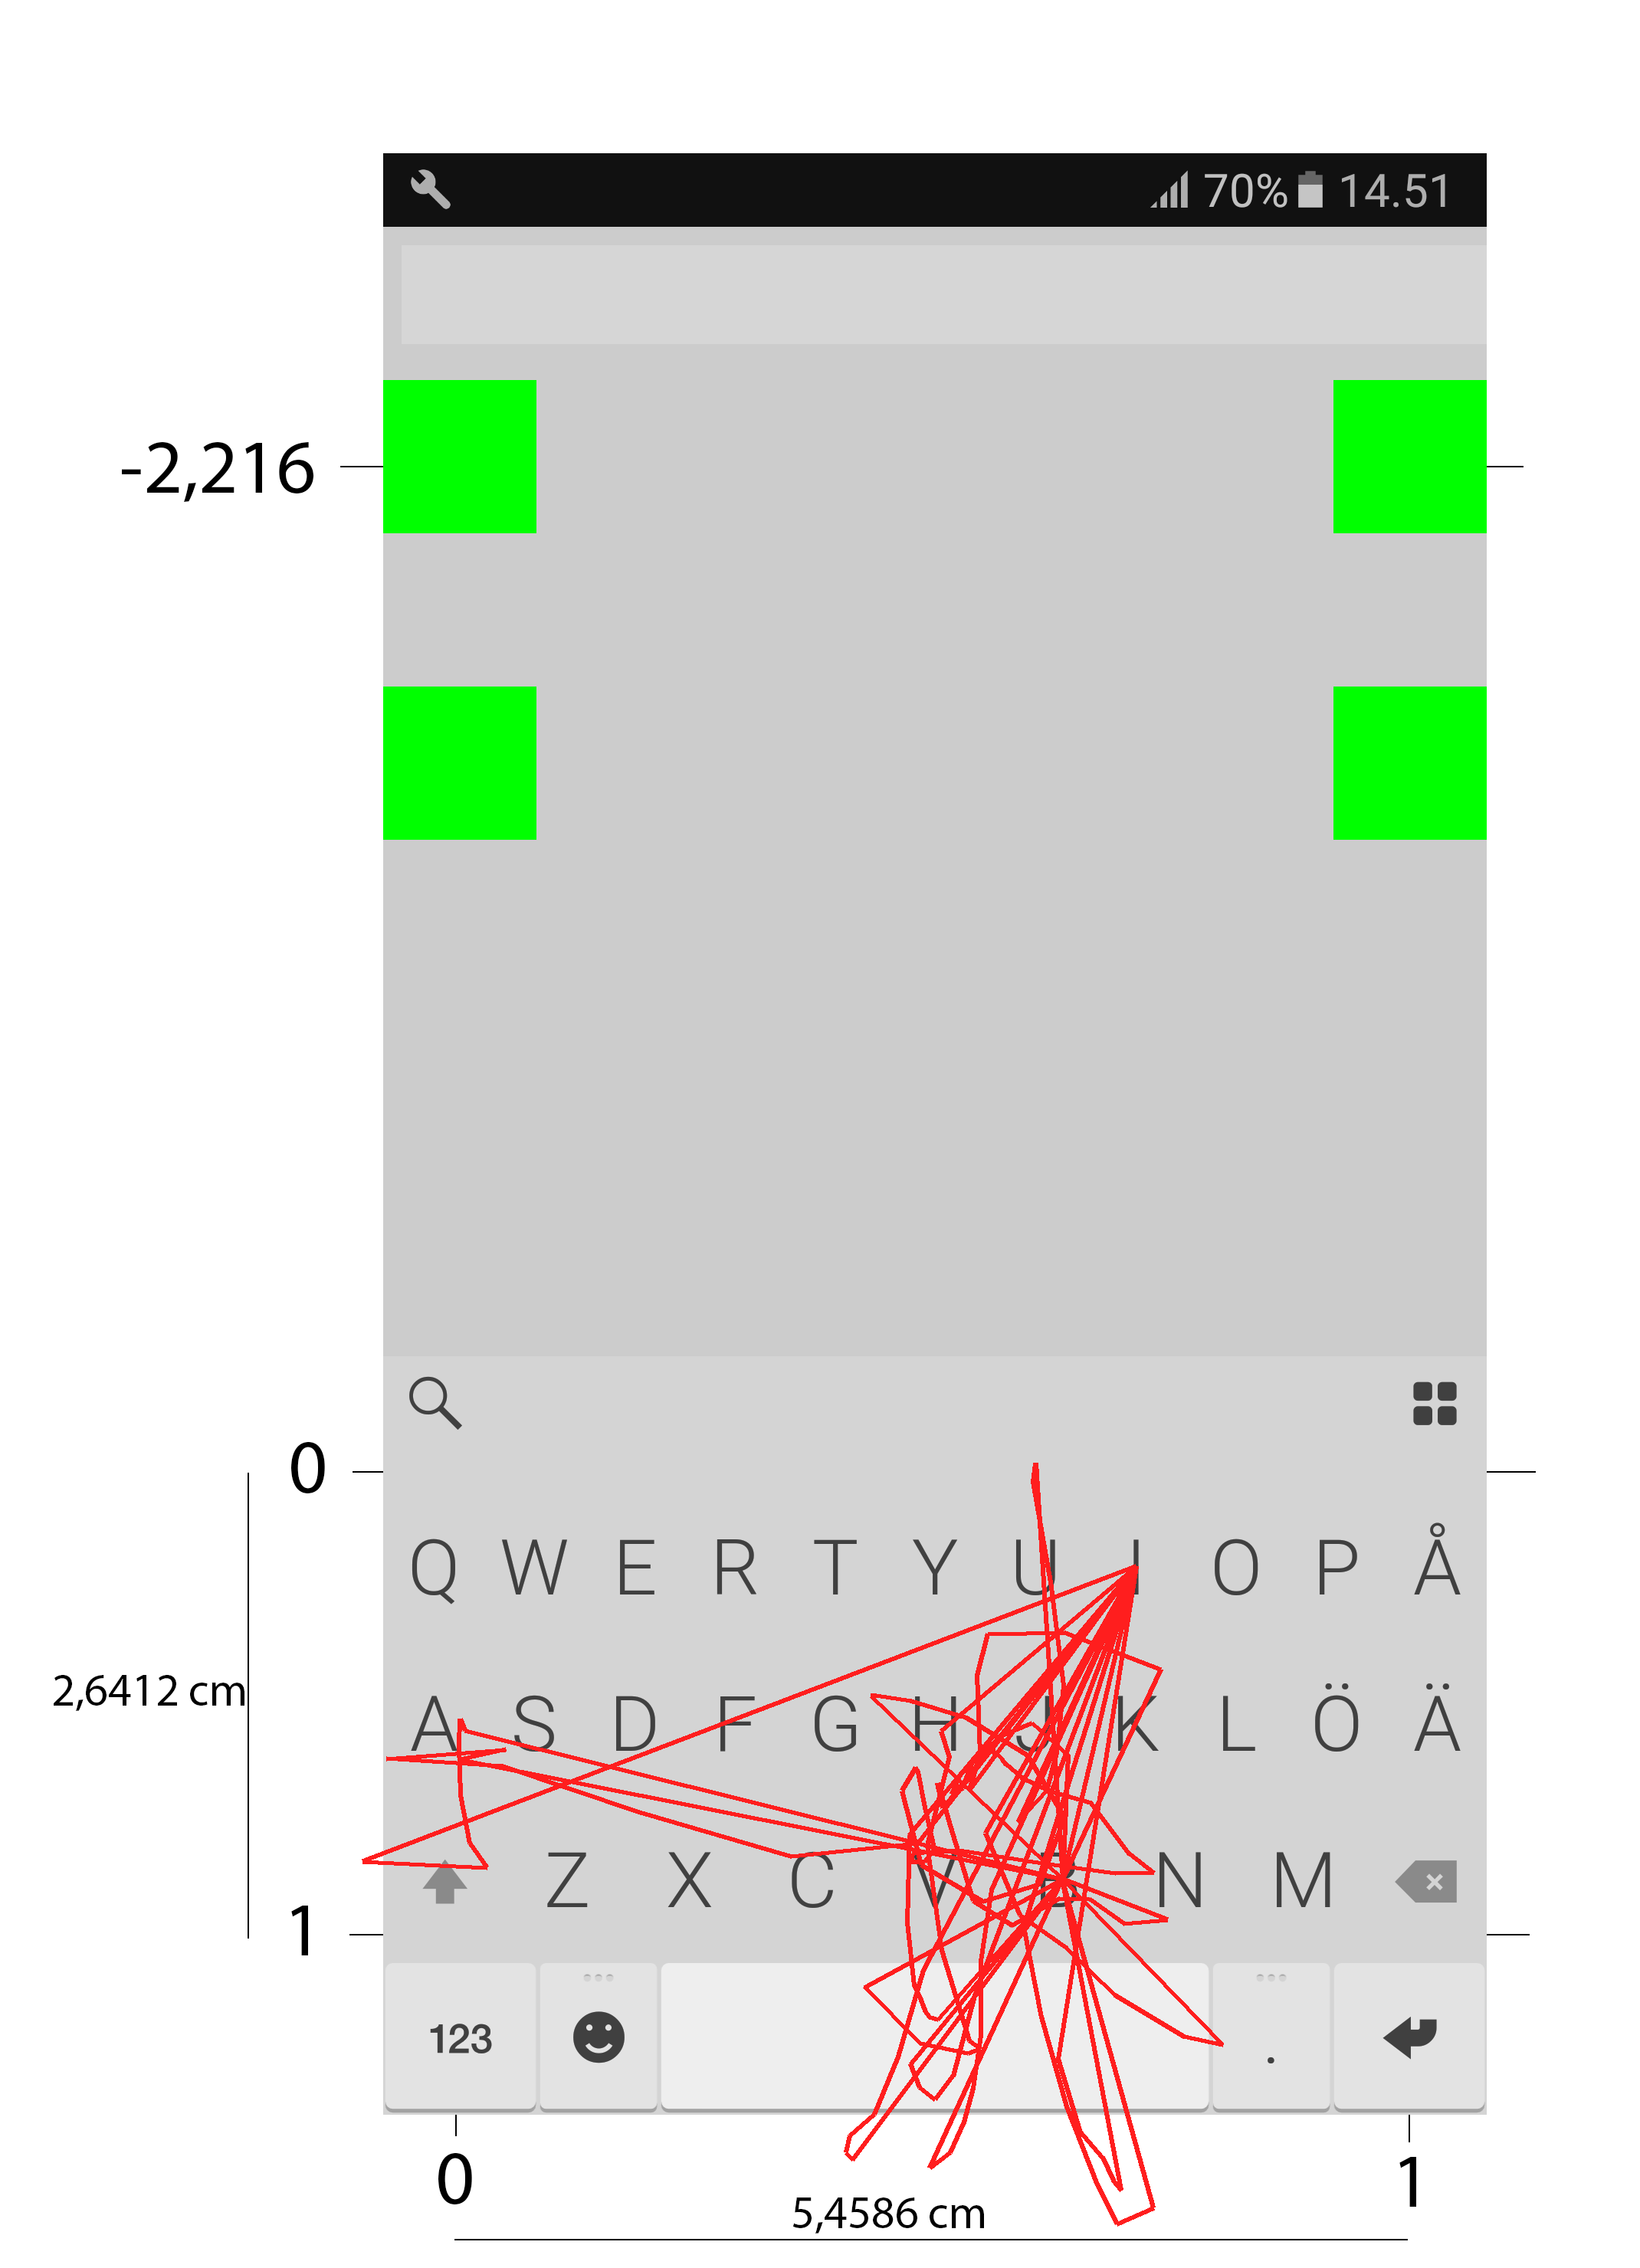 70% 14.51
-2,216
0
Q W E R T Y U I O P Å
2,6412 cm
A S D F G H J K L Ö Ä
Z X C V B N M
1
123 .
0 1
5,4586 cm